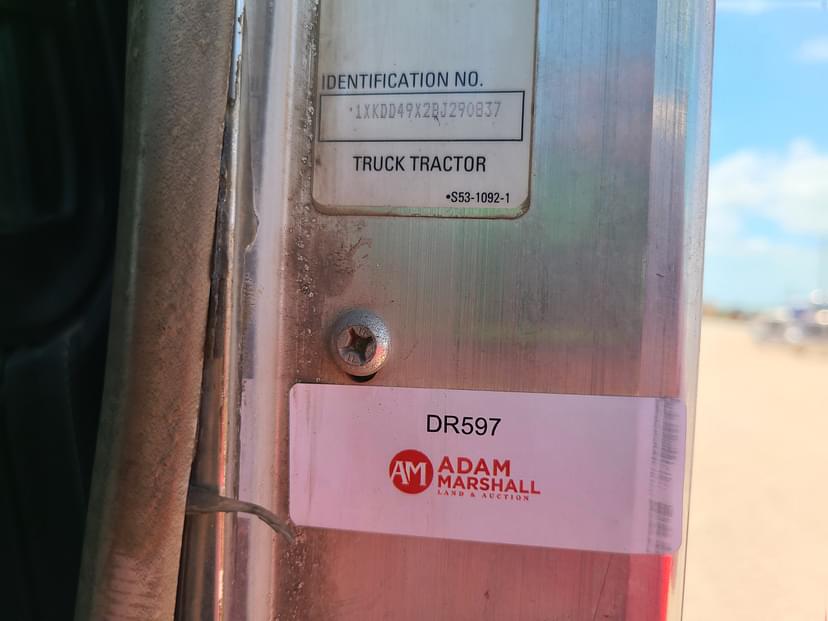 IDENTIFICATION NO.
1XKDD49X2BJ290837
TRUCK TRACTOR
•S53-1092-1
DR597
AM
ADAM
MARSHALL
LAND & AUCTION